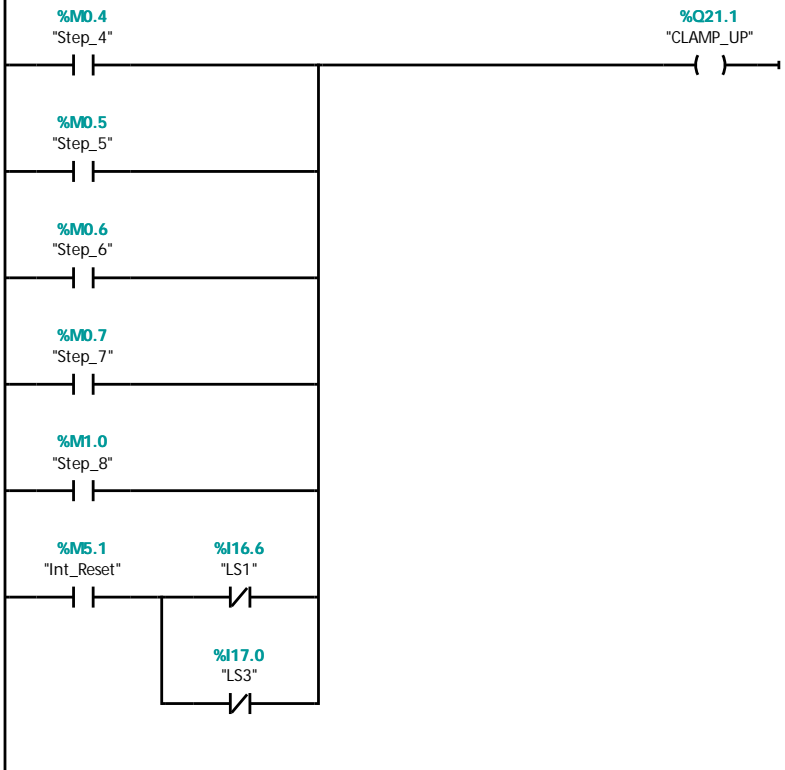 %M0.4
"Step_4"
%Q21.1
"CLAMP_UP"
%M0.5
"Step_5"
%M0.6
"Step_6"
%M0.7
"Step_7"
%M1.0
"Step_8"
%M5.1
"Int_Reset"
%I16.6
"LS1"
%I17.0
"LS3"